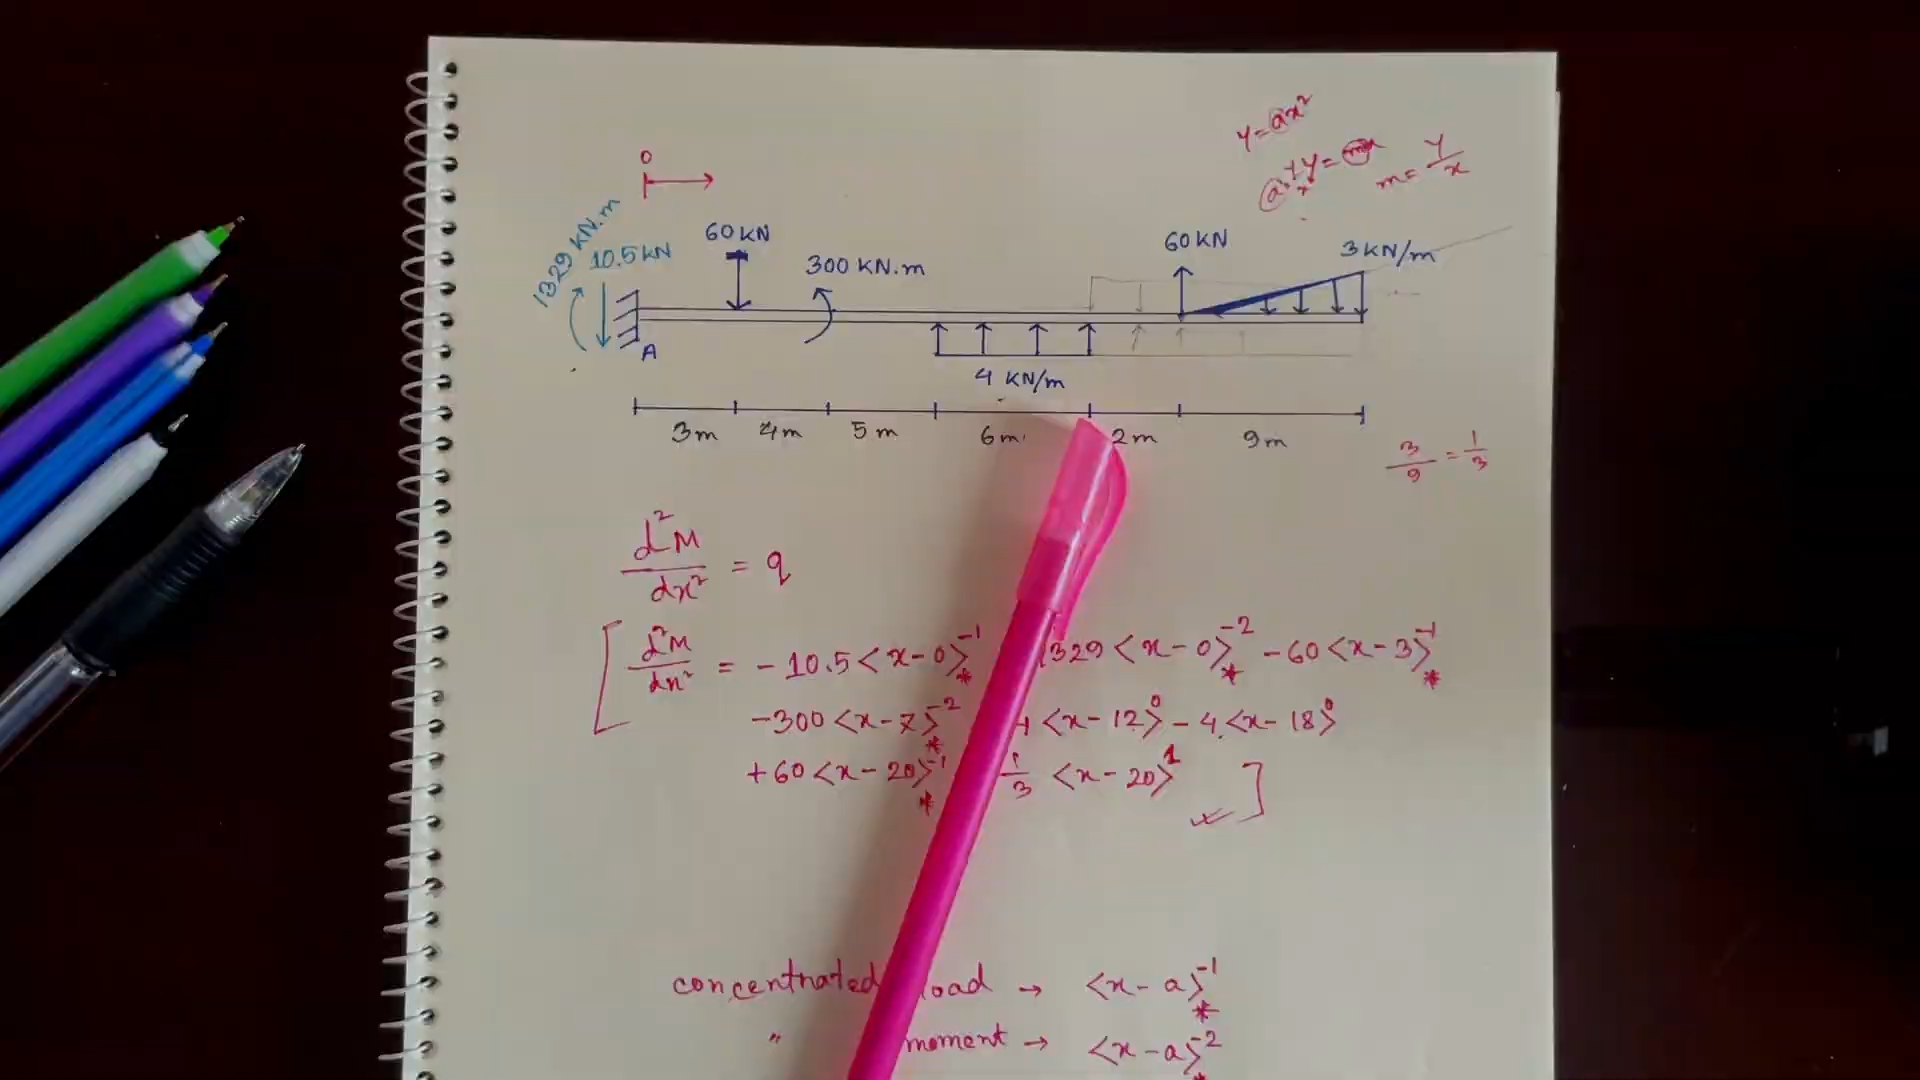 y=ax²
y= m= y/x
a= y/x²
0
1329 KN.m
10.5 KN
60 KN
300 KN.m
60 KN
3 KN/m
A
4 KN/m
3m 4m 5m 6m 2m 9m
3/9 = 1/3
d²M/dx² = q
d²M/dx² = -10.5 <x-0>⁻¹* 1329 <x-0>⁻²* -60 <x-3>⁻¹*
-300 <x-7>⁻²* <x-12>⁰ - 4 <x-18>⁰
+60 <x-20>⁻¹* 1/3 <x-20>¹
concentrated load → <x-a>⁻¹*
" moment → <x-a>⁻²*